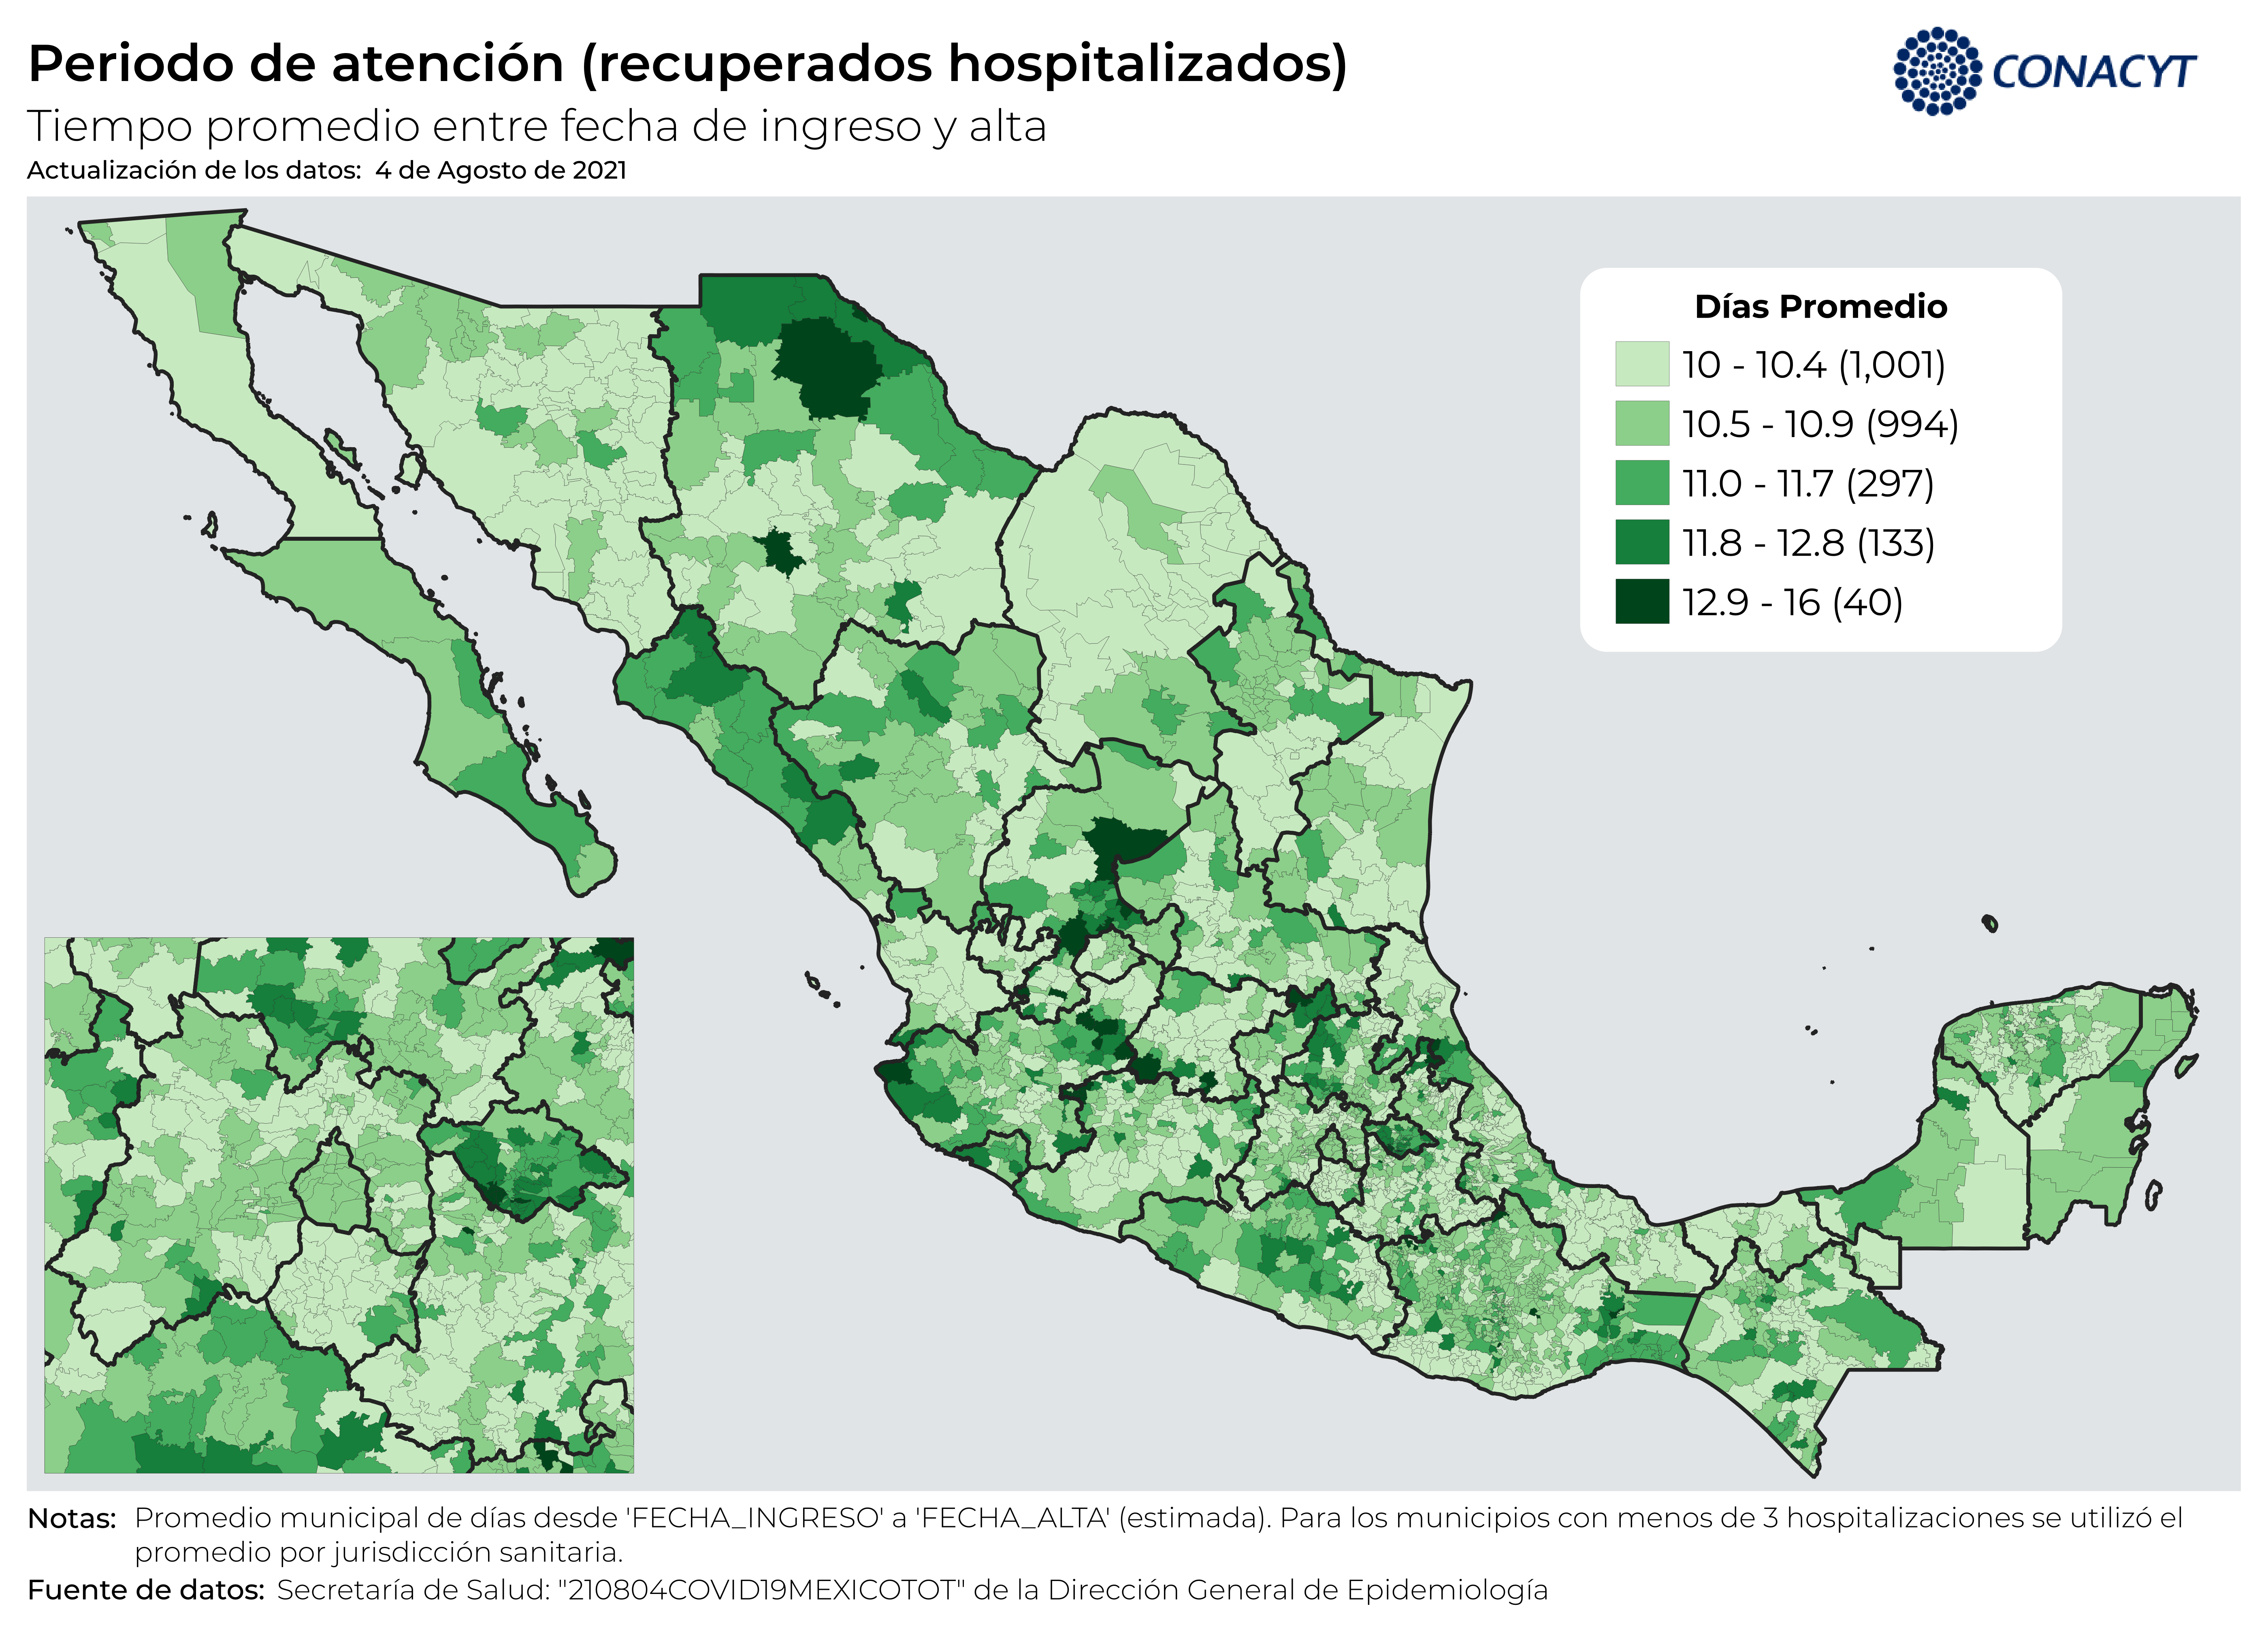 Periodo de atención (recuperados hospitalizados)
CONACYT
Tiempo promedio entre fecha de ingreso y alta
Actualización de los datos: 4 de Agosto de 2021
Días Promedio
10 - 10.4 (1,001)
10.5 - 10.9 (994)
11.0 - 11.7 (297)
11.8 - 12.8 (133)
12.9 - 16 (40)
Notas: Promedio municipal de días desde 'FECHA_INGRESO' a 'FECHA_ALTA' (estimada). Para los municipios con menos de 3 hospitalizaciones se utilizó el
promedio por jurisdicción sanitaria.
Fuente de datos: Secretaría de Salud: "210804COVID19MEXICOTOT" de la Dirección General de Epidemiología